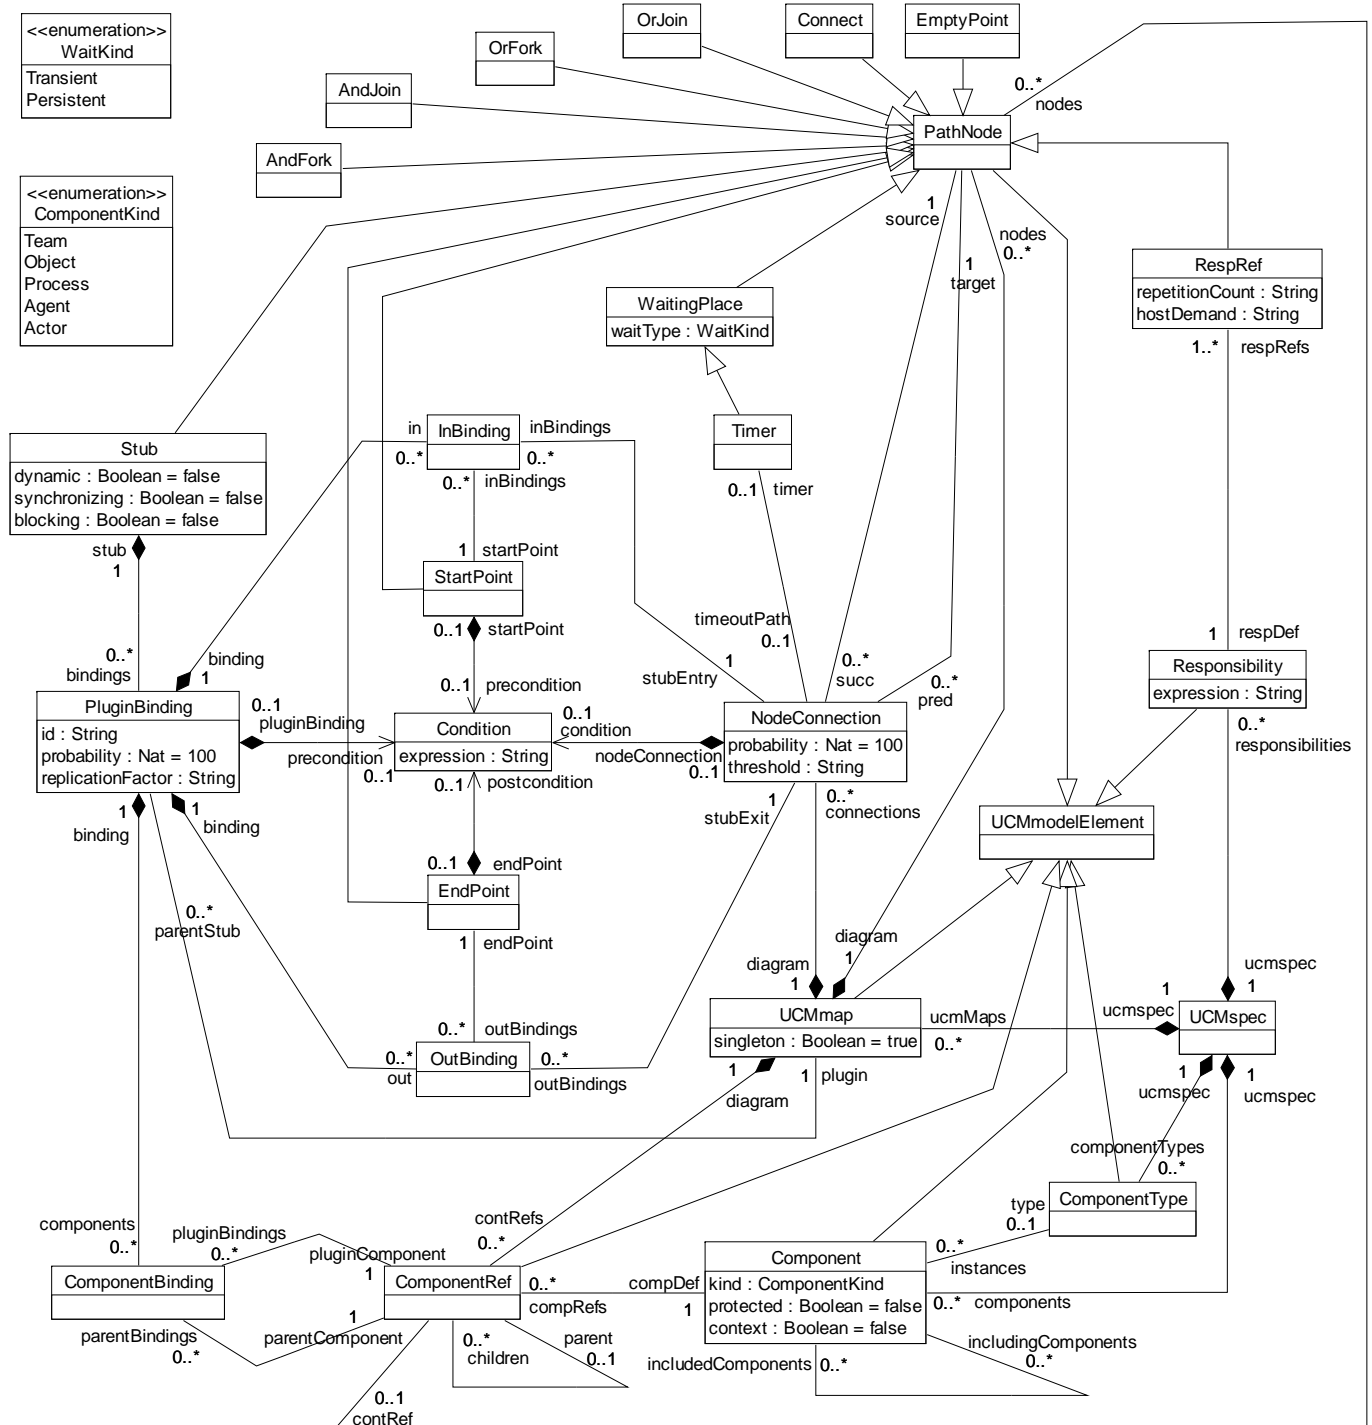 <<enumeration>>
WaitKind
Transient
Persistent
OrJoin
Connect
EmptyPoint
OrFork
AndJoin
AndFork
0..*
nodes
PathNode
<<enumeration>>
ComponentKind
Team
Object
Process
Agent
Actor
1
source
nodes
0..*
1
target
RespRef
repetitionCount : String
hostDemand : String
1..*
respRefs
WaitingPlace
waitType : WaitKind
Stub
dynamic : Boolean = false
synchronizing : Boolean = false
blocking : Boolean = false
stub
1
in
0..*
InBinding
inBindings
0..*
0..*
inBindings
Timer
0..1
timer
1
startPoint
StartPoint
0..1
startPoint
timeoutPath
0..1
1
stubEntry
0..*
succ
0..*
pred
1
respDef
Responsibility
expression : String
0..*
responsibilities
0..*
bindings
binding
1
PluginBinding
id : String
probability : Nat = 100
replicationFactor : String
0..1
pluginBinding
precondition
0..1
0..1
precondition
Condition
expression : String
0..1
condition
nodeConnection
0..1
NodeConnection
probability : Nat = 100
threshold : String
0..1
postcondition
1
binding
1
binding
1
stubExit
0..*
connections
UCMmodelElement
0..1
endPoint
EndPoint
1
endPoint
0..*
parentStub
diagram
1
diagram
1
ucmspec
1
1
ucmspec
UCMmap
singleton : Boolean = true
ucmMaps
0..*
UCMspec
0..*
outBindings
0..*
out
OutBinding
0..*
outBindings
1
diagram
1
plugin
1
ucmspec
1
ucmspec
componentTypes
0..*
ComponentType
type
0..1
components
0..*
pluginBindings
0..*
pluginComponent
1
contRefs
0..*
ComponentBinding
ComponentRef
0..*
compRefs
compDef
1
Component
kind : ComponentKind
protected : Boolean = false
context : Boolean = false
0..*
instances
0..*
components
parentBindings
0..*
parentComponent
1
0..*
children
parent
0..1
includedComponents
0..*
includingComponents
0..*
0..1
contRef